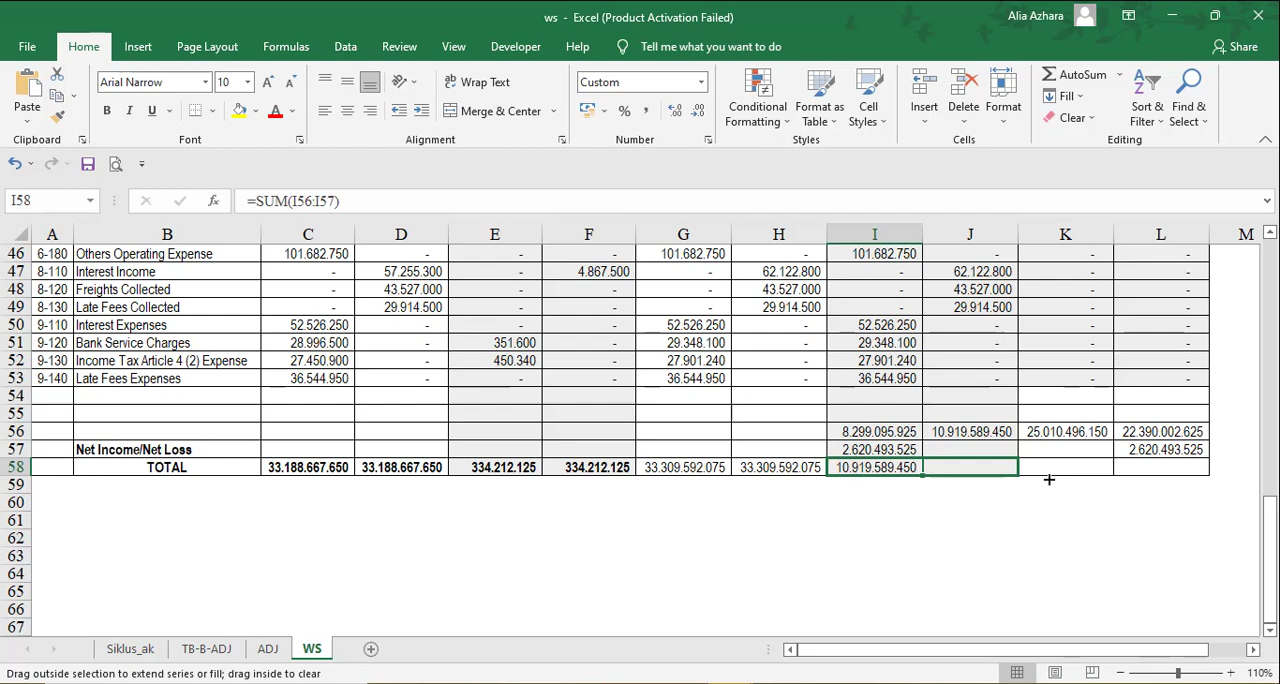 ws - Excel (Product Activation Failed)
Alia Azhara
File Home Insert Page Layout Formulas Data Review View Developer Help Tell me what you want to do Share
Arial Narrow 10 Wrap Text Custom AutoSum
Paste Conditional Format as Cell Insert Delete Format Fill Sort & Find &
B I U Merge & Center Formatting Table Styles Clear Filter Select
Clipboard Font Alignment Number Styles Cells Editing
I58 =SUM(I56:I57)
A B C D E F G H I J K L M
46 6-180 Others Operating Expense 101.682.750 - - - 101.682.750 - 101.682.750 - - -
47 8-110 Interest Income - 57.255.300 - 4.867.500 - 62.122.800 - 62.122.800 - -
48 8-120 Freights Collected - 43.527.000 - - - 43.527.000 - 43.527.000 - -
49 8-130 Late Fees Collected - 29.914.500 - - - 29.914.500 - 29.914.500 - -
50 9-110 Interest Expenses 52.526.250 - - - 52.526.250 - 52.526.250 - - -
51 9-120 Bank Service Charges 28.996.500 - 351.600 - 29.348.100 - 29.348.100 - - -
52 9-130 Income Tax Article 4 (2) Expense 27.450.900 - 450.340 - 27.901.240 - 27.901.240 - - -
53 9-140 Late Fees Expenses 36.544.950 - - - 36.544.950 - 36.544.950 - - -
54
55
56 8.299.095.925 10.919.589.450 25.010.496.150 22.390.002.625
57 Net Income/Net Loss 2.620.493.525 2.620.493.525
58 TOTAL 33.188.667.650 33.188.667.650 334.212.125 334.212.125 33.309.592.075 33.309.592.075 10.919.589.450
59
60
61
62
63
64
65
66
67
Siklus_ak TB-B-ADJ ADJ WS
Drag outside selection to extend series or fill; drag inside to clear 110%